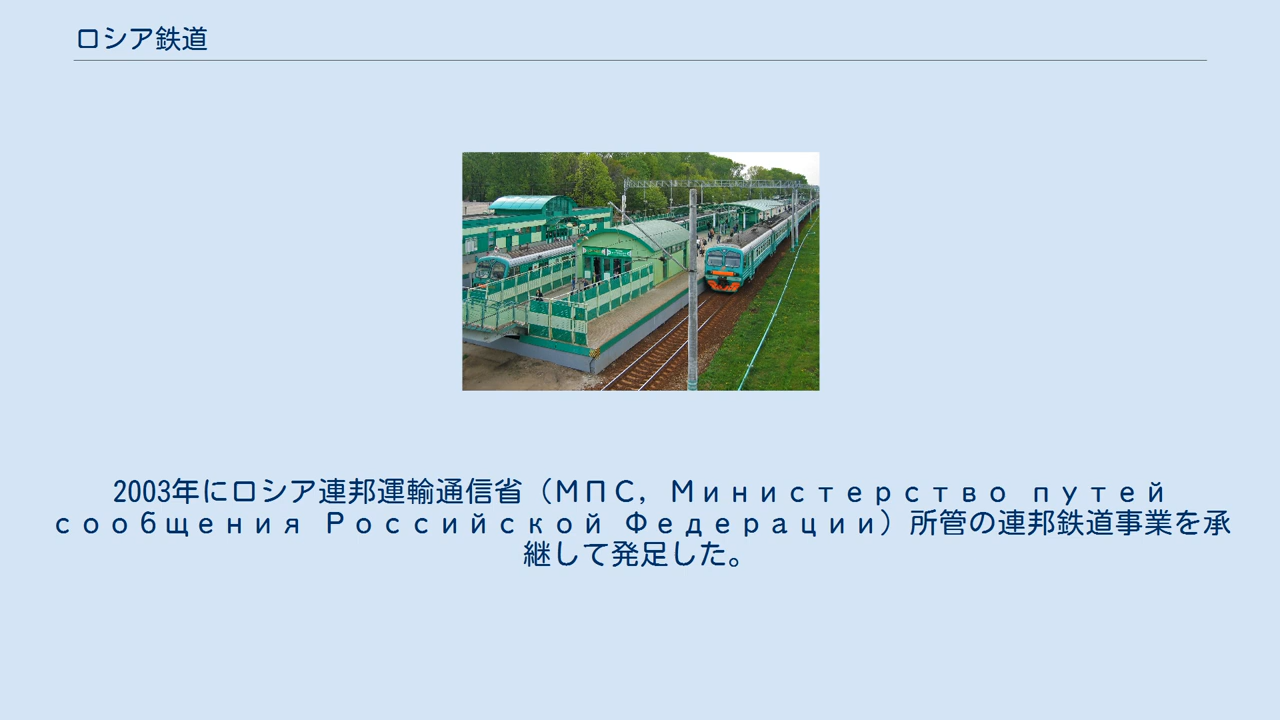 ロシア鉄道
2003年にロシア連邦運輸通信省（МПС, Министерство путей
сообщения Российской Федерации）所管の連邦鉄道事業を承
継して発足した。